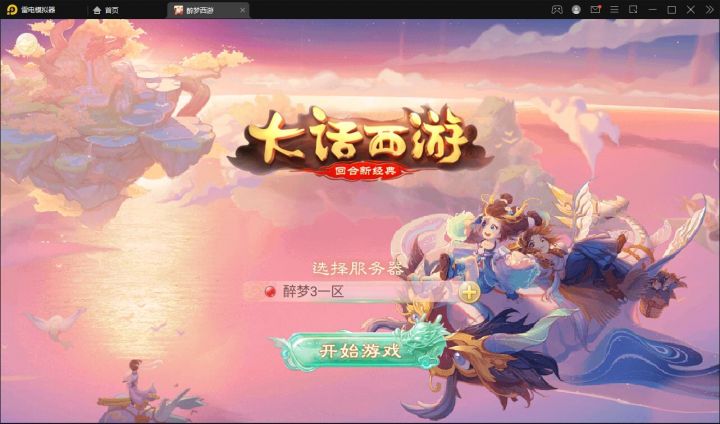 雷电模拟器 首页 醉梦西游
大话西游
回合新经典
选择服务器
醉梦3一区
开始游戏